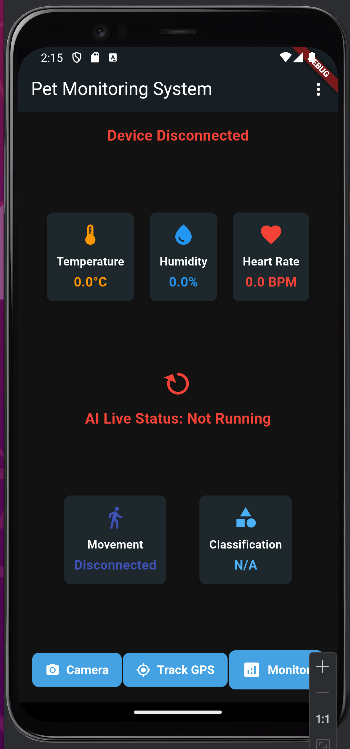 2:15
DEBUG
Pet Monitoring System
Device Disconnected
Temperature Humidity Heart Rate
0.0°C 0.0% 0.0 BPM
AI Live Status: Not Running
Movement Classification
Disconnected N/A
Camera Track GPS Monitor
1:1